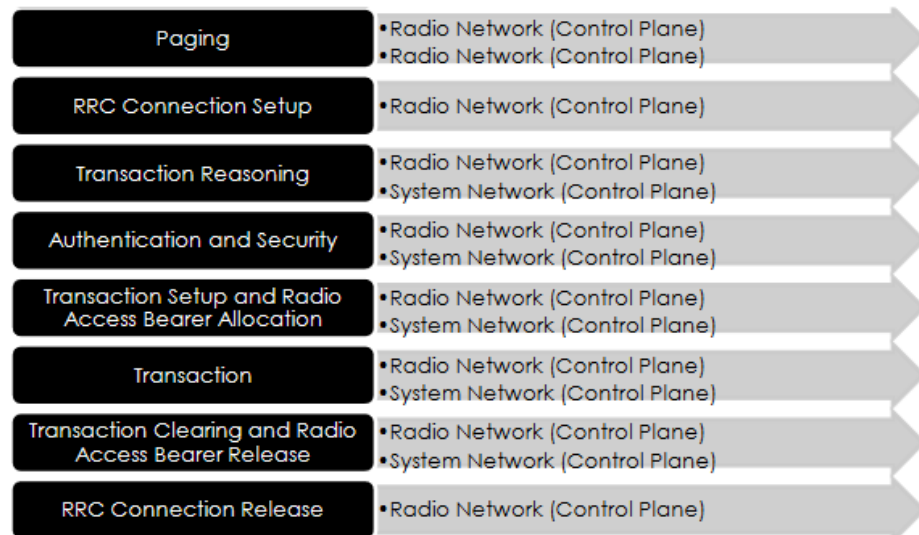 Paging
•Radio Network (Control Plane)
•Radio Network (Control Plane)
RRC Connection Setup
•Radio Network (Control Plane)
Transaction Reasoning
•Radio Network (Control Plane)
•System Network (Control Plane)
Authentication and Security
•Radio Network (Control Plane)
•System Network (Control Plane)
Transaction Setup and Radio
Access Bearer Allocation
•Radio Network (Control Plane)
•System Network (Control Plane)
Transaction
•Radio Network (Control Plane)
•System Network (Control Plane)
Transaction Clearing and Radio
Access Bearer Release
•Radio Network (Control Plane)
•System Network (Control Plane)
RRC Connection Release
•Radio Network (Control Plane)